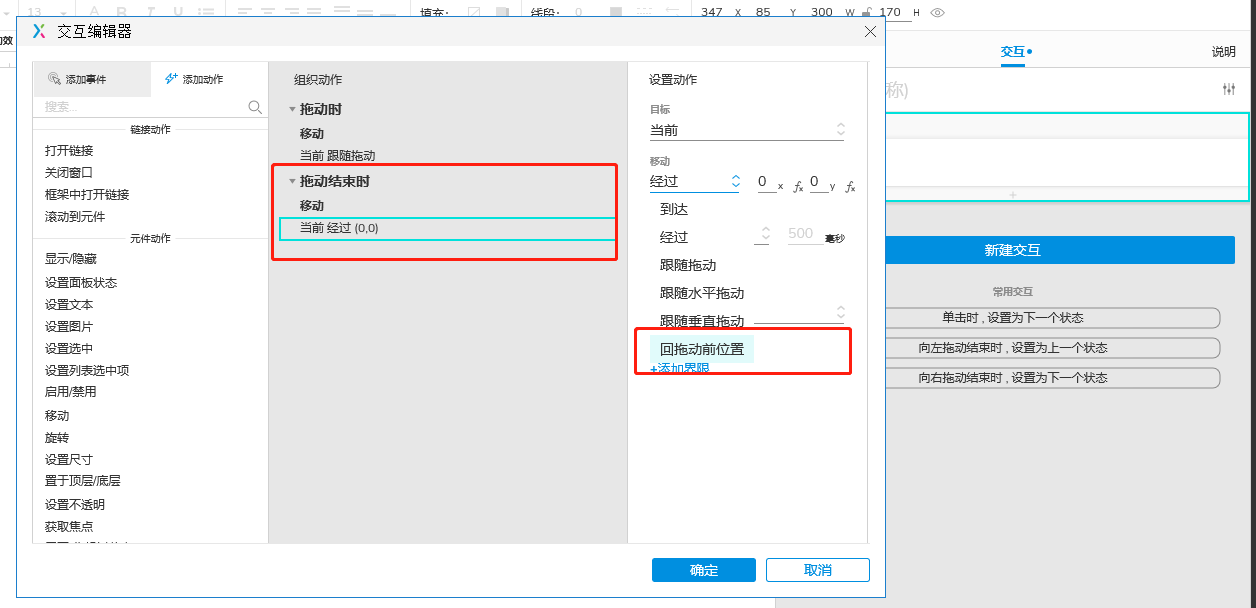 13
填充:
线段:
0
347 X 85 Y 300 W 170 H
交互编辑器
交互
说明
添加事件
添加动作
组织动作
设置动作
搜索...
链接动作
打开链接
关闭窗口
框架中打开链接
滚动到元件
元件动作
显示/隐藏
设置面板状态
设置文本
设置图片
设置选中
设置列表选中项
启用/禁用
移动
旋转
设置尺寸
置于顶层/底层
设置不透明
获取焦点
拖动时
移动
当前 跟随拖动
拖动结束时
移动
当前 经过 (0,0)
目标
当前
移动
经过 0 x fx 0 y fx
到达
经过
500 毫秒
跟随拖动
跟随水平拖动
跟随垂直拖动
回拖动前位置
+添加界限
确定
取消
称)
新建交互
常用交互
单击时 , 设置为下一个状态
向左拖动结束时 , 设置为上一个状态
向右拖动结束时 , 设置为下一个状态